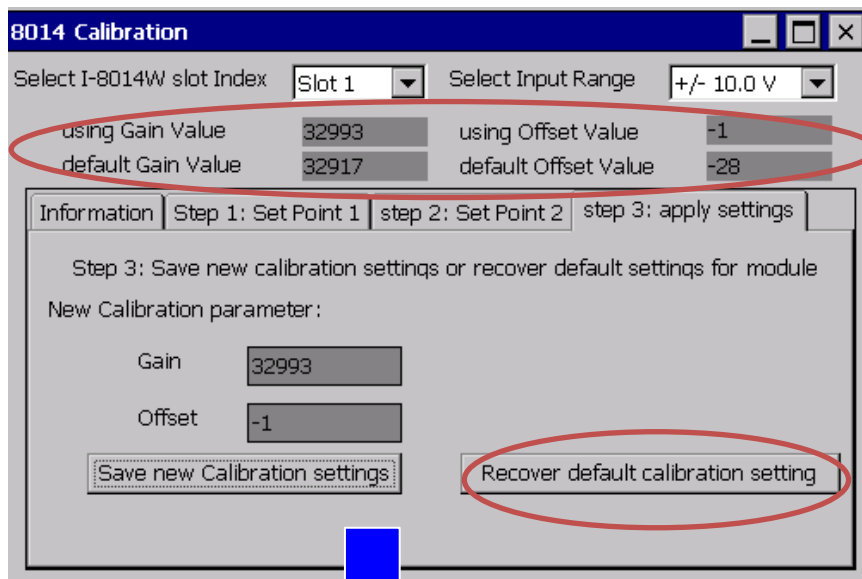 8014 Calibration
Select I-8014W slot Index Slot 1 Select Input Range +/- 10.0 V
using Gain Value 32993 using Offset Value -1
default Gain Value 32917 default Offset Value -28
Information Step 1: Set Point 1 step 2: Set Point 2 step 3: apply settings
Step 3: Save new calibration settings or recover default settings for module
New Calibration parameter:
Gain 32993
Offset -1
Save new Calibration settings Recover default calibration setting